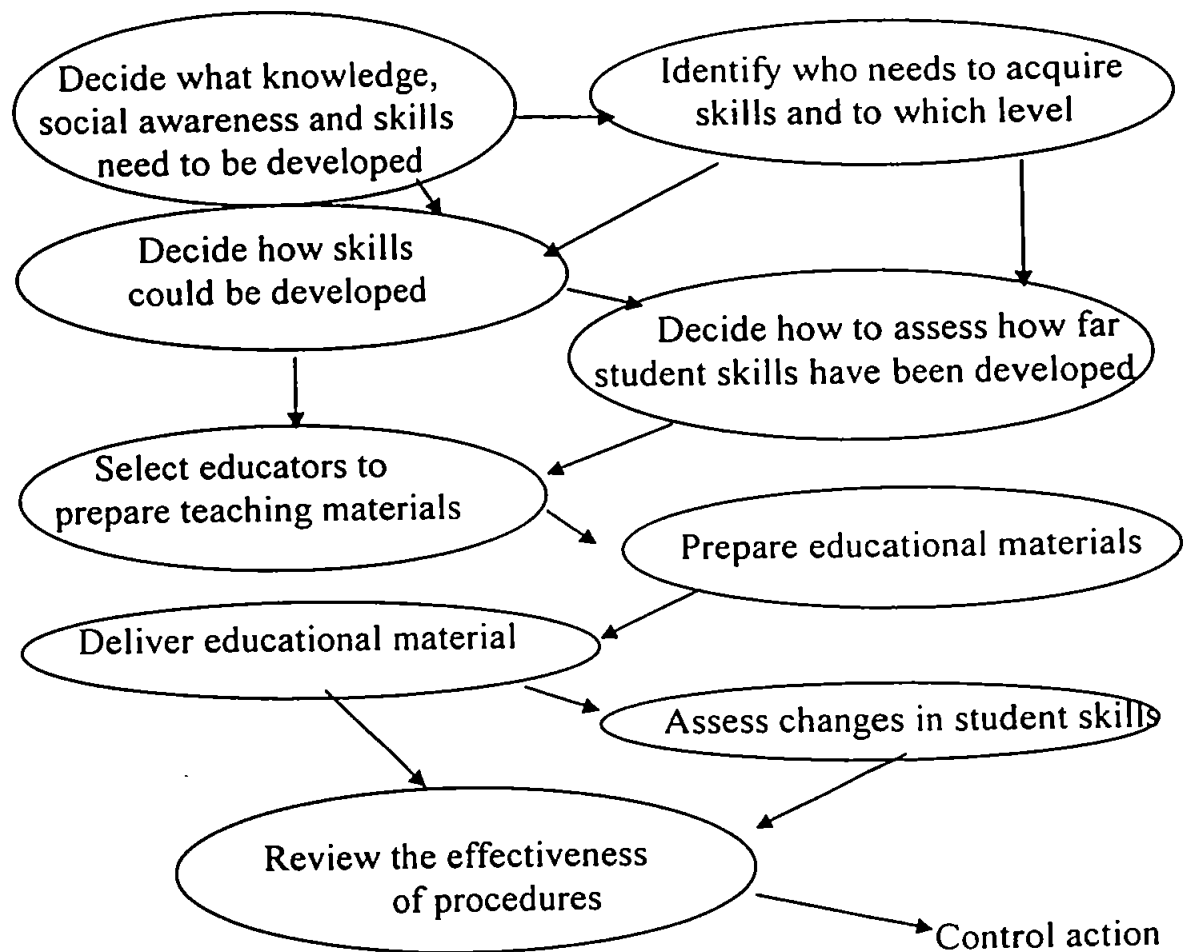 Decide what knowledge,
social awareness and skills
need to be developed
Identify who needs to acquire
skills and to which level
Decide how skills
could be developed
Decide how to assess how far
student skills have been developed
Select educators to
prepare teaching materials
Prepare educational materials
Deliver educational material
Assess changes in student skills
Review the effectiveness
of procedures
Control action